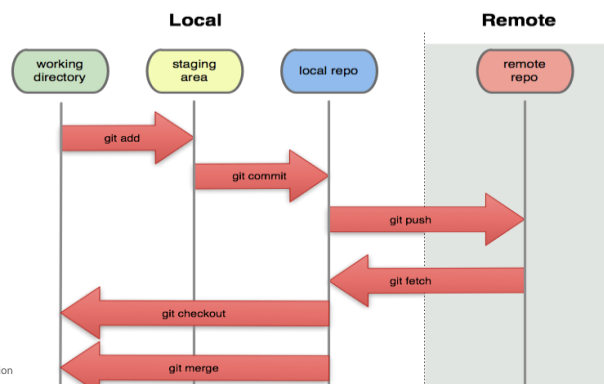 Local
Remote
working
directory
staging
area
local repo
remote
repo
git add
git commit
git push
git fetch
git checkout
git merge
ion